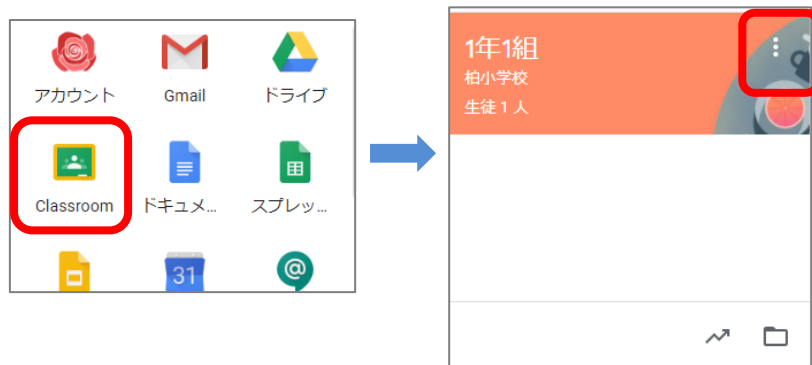 アカウント
Gmail
ドライブ
Classroom
ドキュメ...
スプレッ...
31
1年1組
柏小学校
生徒 1 人